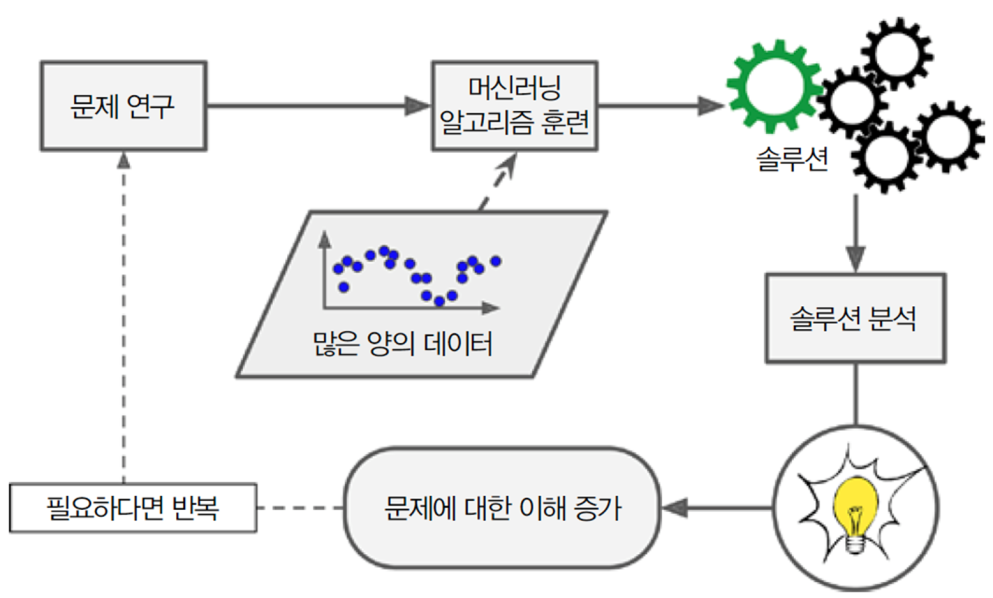 문제 연구
머신러닝
알고리즘 훈련
솔루션
많은 양의 데이터
솔루션 분석
문제에 대한 이해 증가
필요하다면 반복